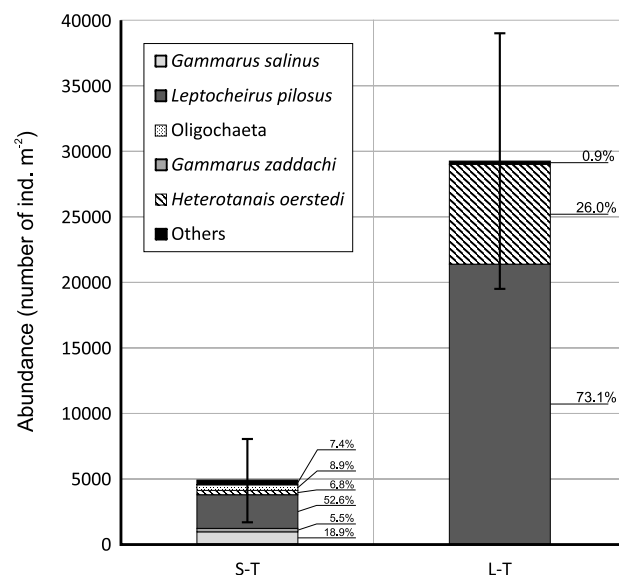 40000
35000
30000
25000
20000
15000
10000
5000
0
Abundance (number of ind. m⁻²)
Gammarus salinus
Leptocheirus pilosus
Oligochaeta
Gammarus zaddachi
Heterotanais oerstedi
Others
0.9%
26.0%
73.1%
7.4%
8.9%
6.8%
52.6%
5.5%
18.9%
S-T
L-T